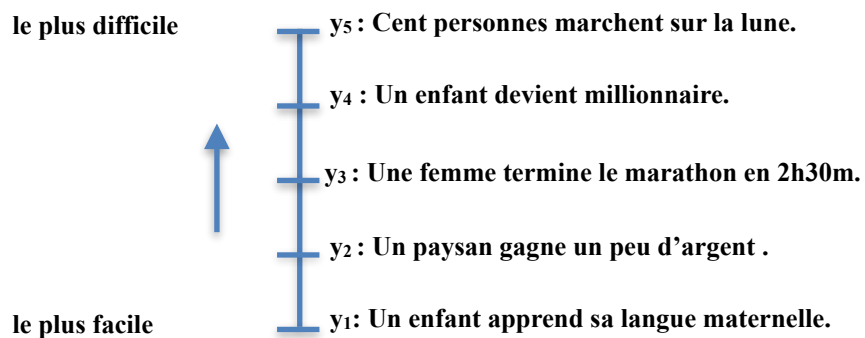 le plus difficile y₅ : Cent personnes marchent sur la lune.
y₄ : Un enfant devient millionnaire.
y₃ : Une femme termine le marathon en 2h30m.
y₂ : Un paysan gagne un peu d’argent .
le plus facile y₁: Un enfant apprend sa langue maternelle.